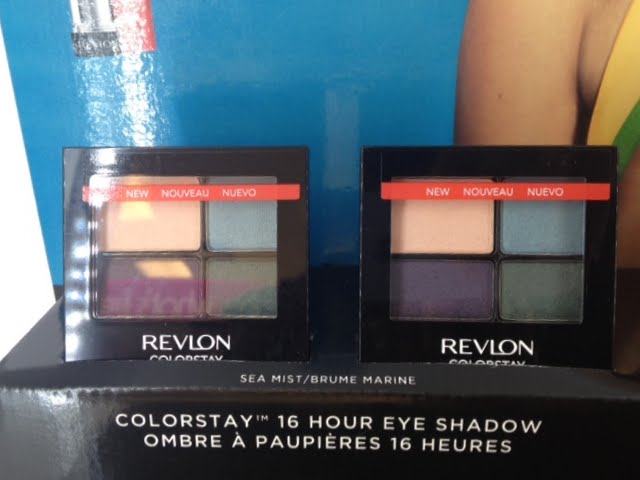 NEW NOUVEAU NUEVO
REVLON
COLORSTAY
NEW NOUVEAU NUEVO
REVLON
COLORSTAY
SEA MIST/BRUME MARINE
COLORSTAY™ 16 HOUR EYE SHADOW
OMBRE À PAUPIÈRES 16 HEURES